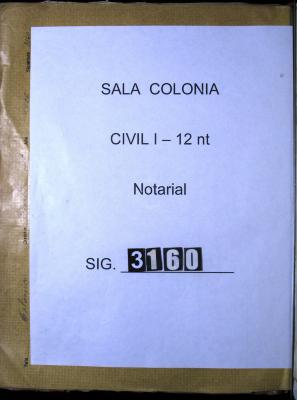 SALA COLONIA
CIVIL I – 12 nt
Notarial
SIG. 3160